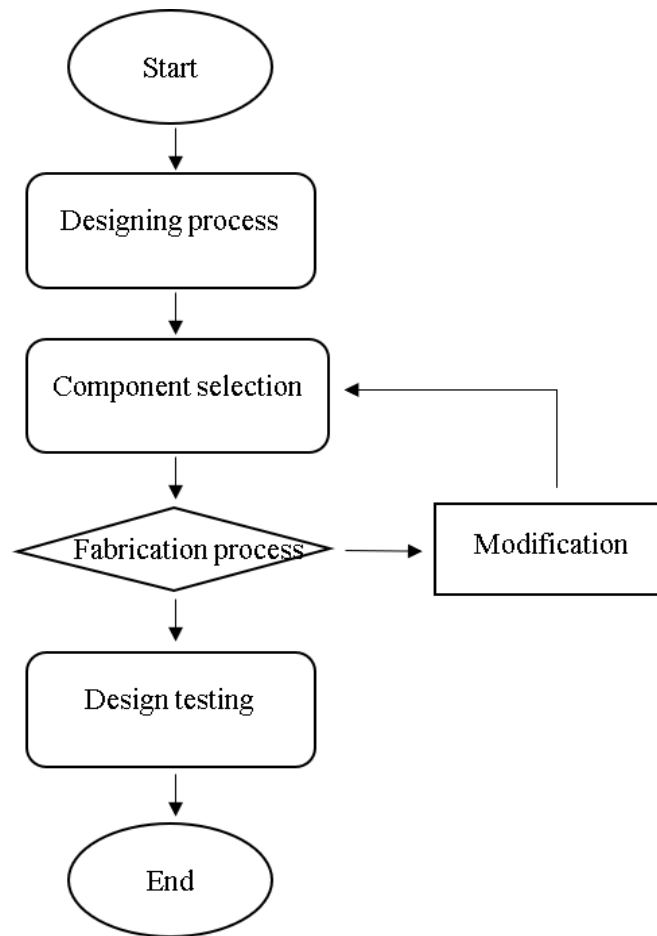 Start
Designing process
Component selection
Fabrication process
Modification
Design testing
End